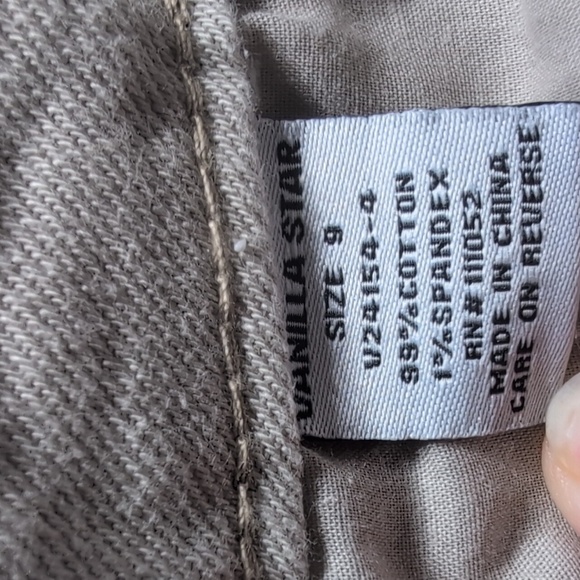 VANILLA STAR
SIZE 9
V24154-4
99% COTTON
1% SPANDEX
RN# 111052
MADE IN CHINA
CARE ON REVERSE